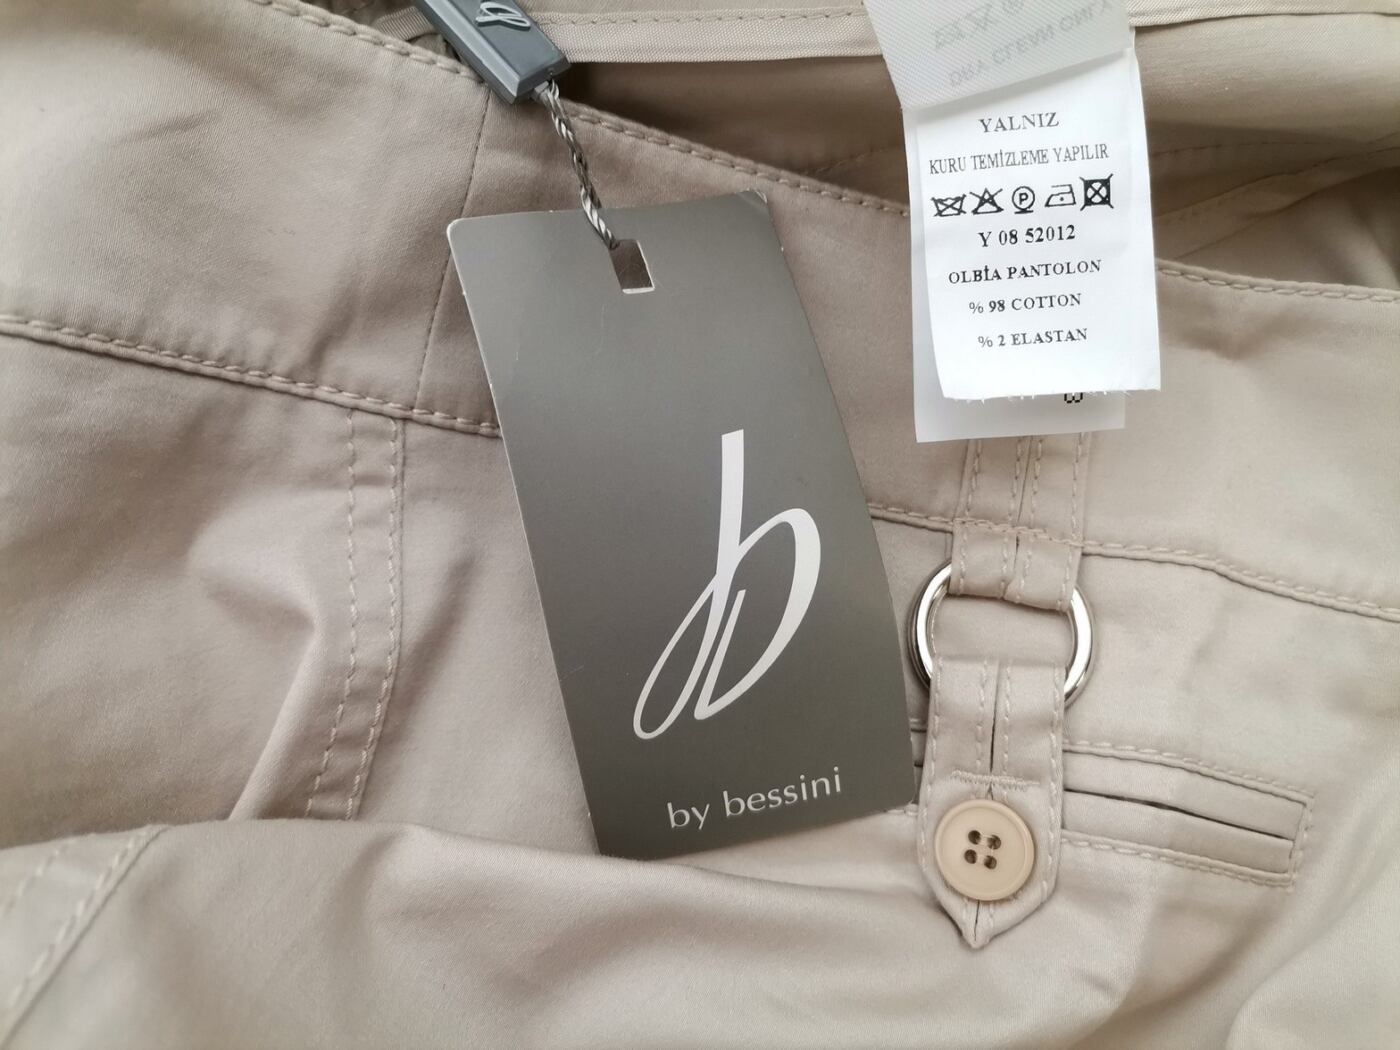 YALNIZ
KURU TEMİZLEME YAPILIR
P
Y 08 52012
OLBİA PANTOLON
% 98 COTTON
% 2 ELASTAN
b
by bessini